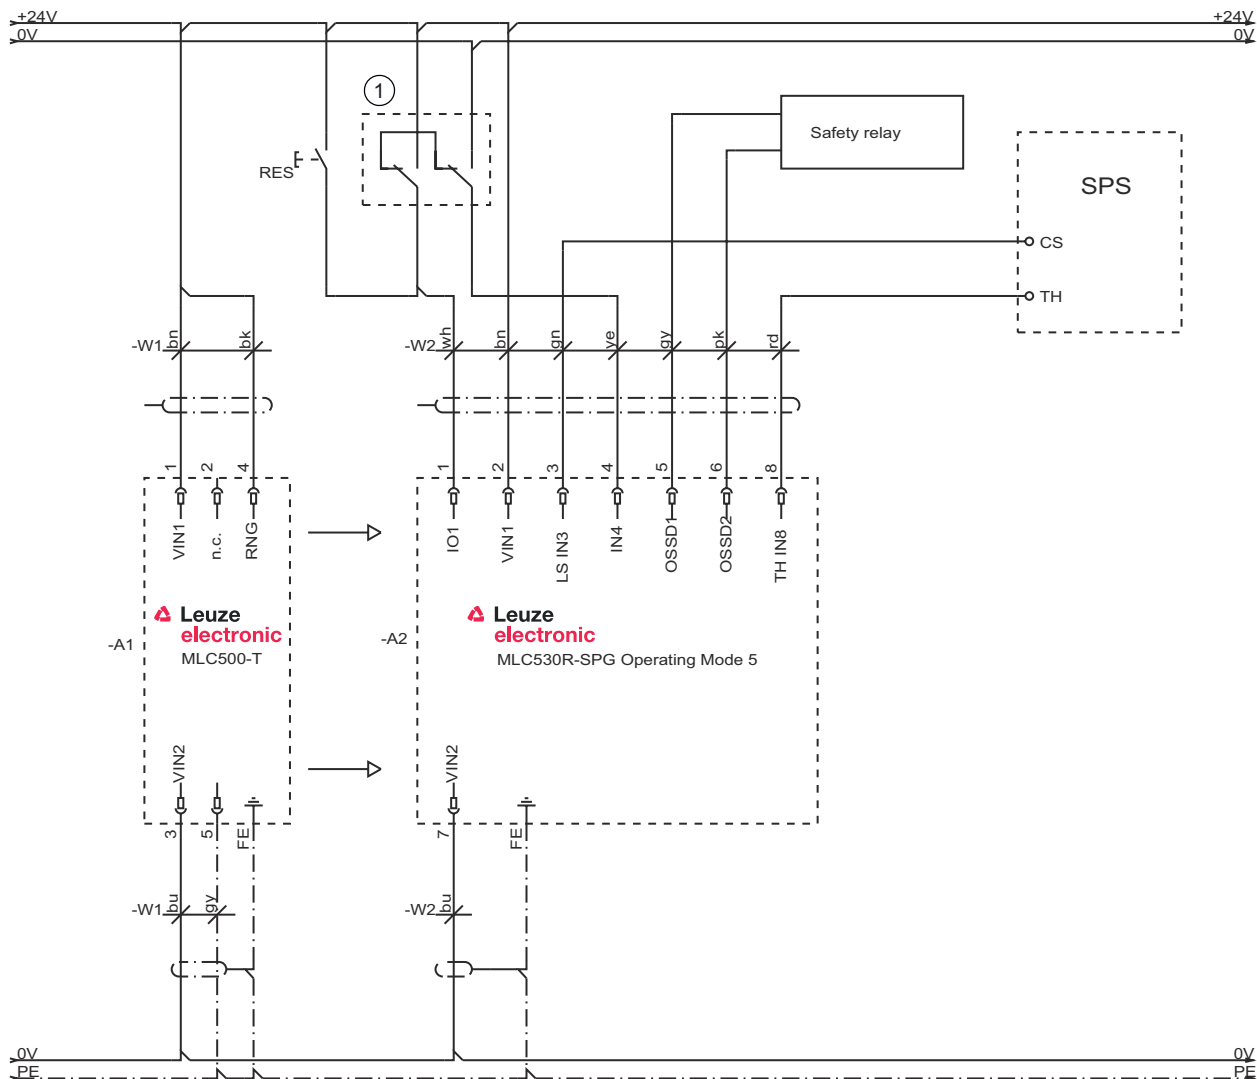 +24V
+24V
0V
0V
1
Safety relay
RES
SPS
CS
TH
-W1
bn
bk
-W2
wh
bn
gn
ye
gy
pk
rd
1
2
4
1
2
3
4
5
6
8
VIN1
n.c.
RNG
IO1
VIN1
LS IN3
IN4
OSSD1
OSSD2
TH IN8
Leuze
electronic
MLC500-T
-A1
Leuze
electronic
MLC530R-SPG Operating Mode 5
-A2
VIN2
VIN2
3
5
FE
7
FE
-W1
bu
gy
-W2
bu
0V
0V
PE
PE